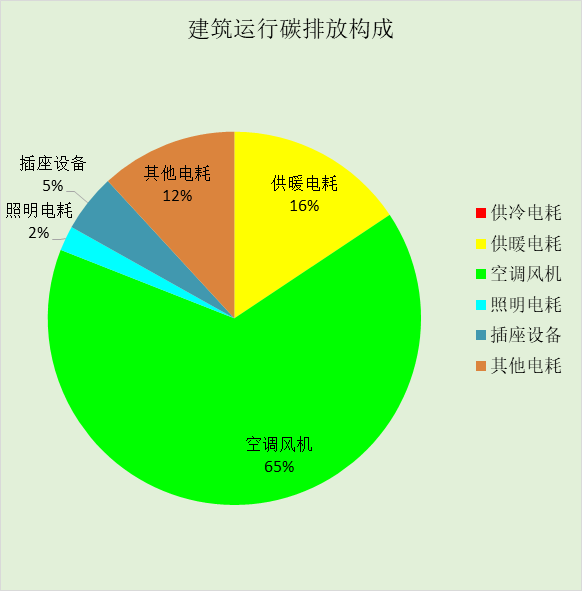 建筑运行碳排放构成
插座设备
5%
照明电耗
2%
其他电耗
12%
供暖电耗
16%
空调风机
65%
供冷电耗
供暖电耗
空调风机
照明电耗
插座设备
其他电耗